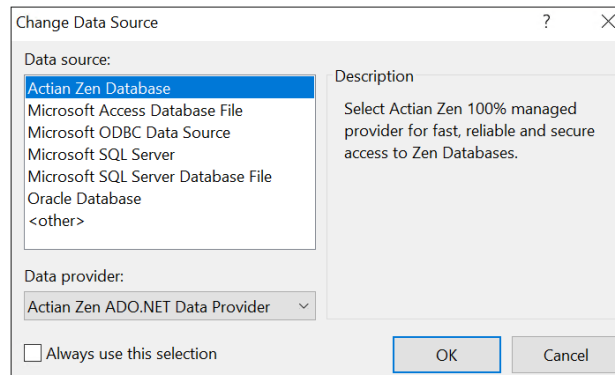 Change Data Source
?
Data source:
Actian Zen Database
Microsoft Access Database File
Microsoft ODBC Data Source
Microsoft SQL Server
Microsoft SQL Server Database File
Oracle Database
<other>
Description
Select Actian Zen 100% managed
provider for fast, reliable and secure
access to Zen Databases.
Data provider:
Actian Zen ADO.NET Data Provider
Always use this selection
OK
Cancel